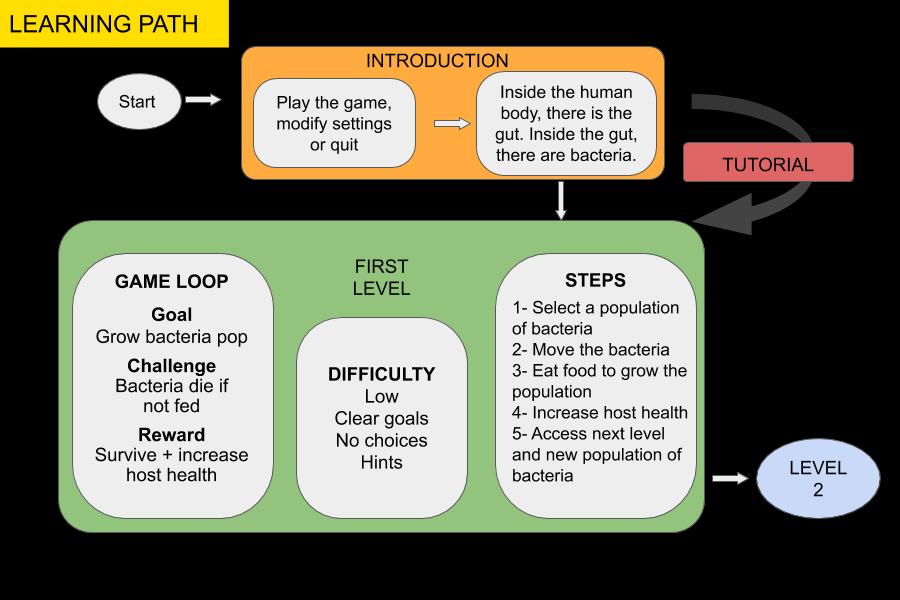 LEARNING PATH
Start
INTRODUCTION
Play the game,
modify settings
or quit
Inside the human
body, there is the
gut. Inside the gut,
there are bacteria.
TUTORIAL
GAME LOOP
Goal
Grow bacteria pop
Challenge
Bacteria die if
not fed
Reward
Survive + increase
host health
FIRST
LEVEL
DIFFICULTY
Low
Clear goals
No choices
Hints
STEPS
1- Select a population
of bacteria
2- Move the bacteria
3- Eat food to grow the
population
4- Increase host health
5- Access next level
and new population of
bacteria
LEVEL
2